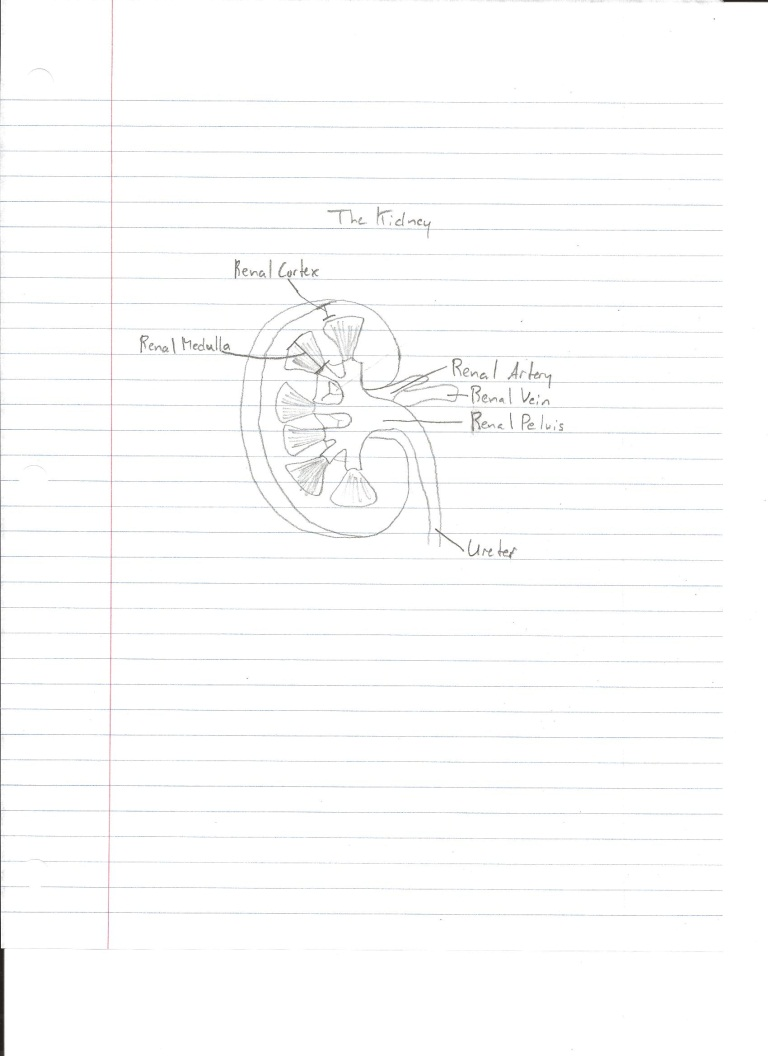 The Kidney
Renal Cortex
Renal Medulla
Renal Artery
Renal Vein
Renal Pelvis
Ureter